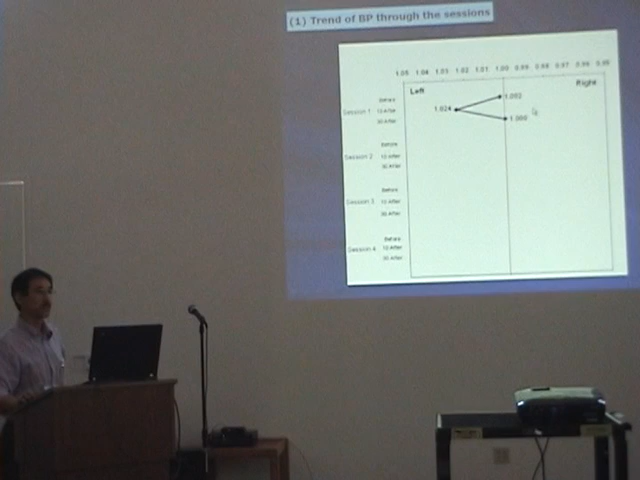 (1) Trend of BP through the sessions
1.05 1.04 1.03 1.02 1.01 1.00 0.99 0.98 0.97 0.96 0.95
Left Right
Before 1.002
Session 1 10 After 1.024
30 After 1.000
Before
Session 2 10 After
30 After
Before
Session 3 10 After
30 After
Before
Session 4 10 After
30 After